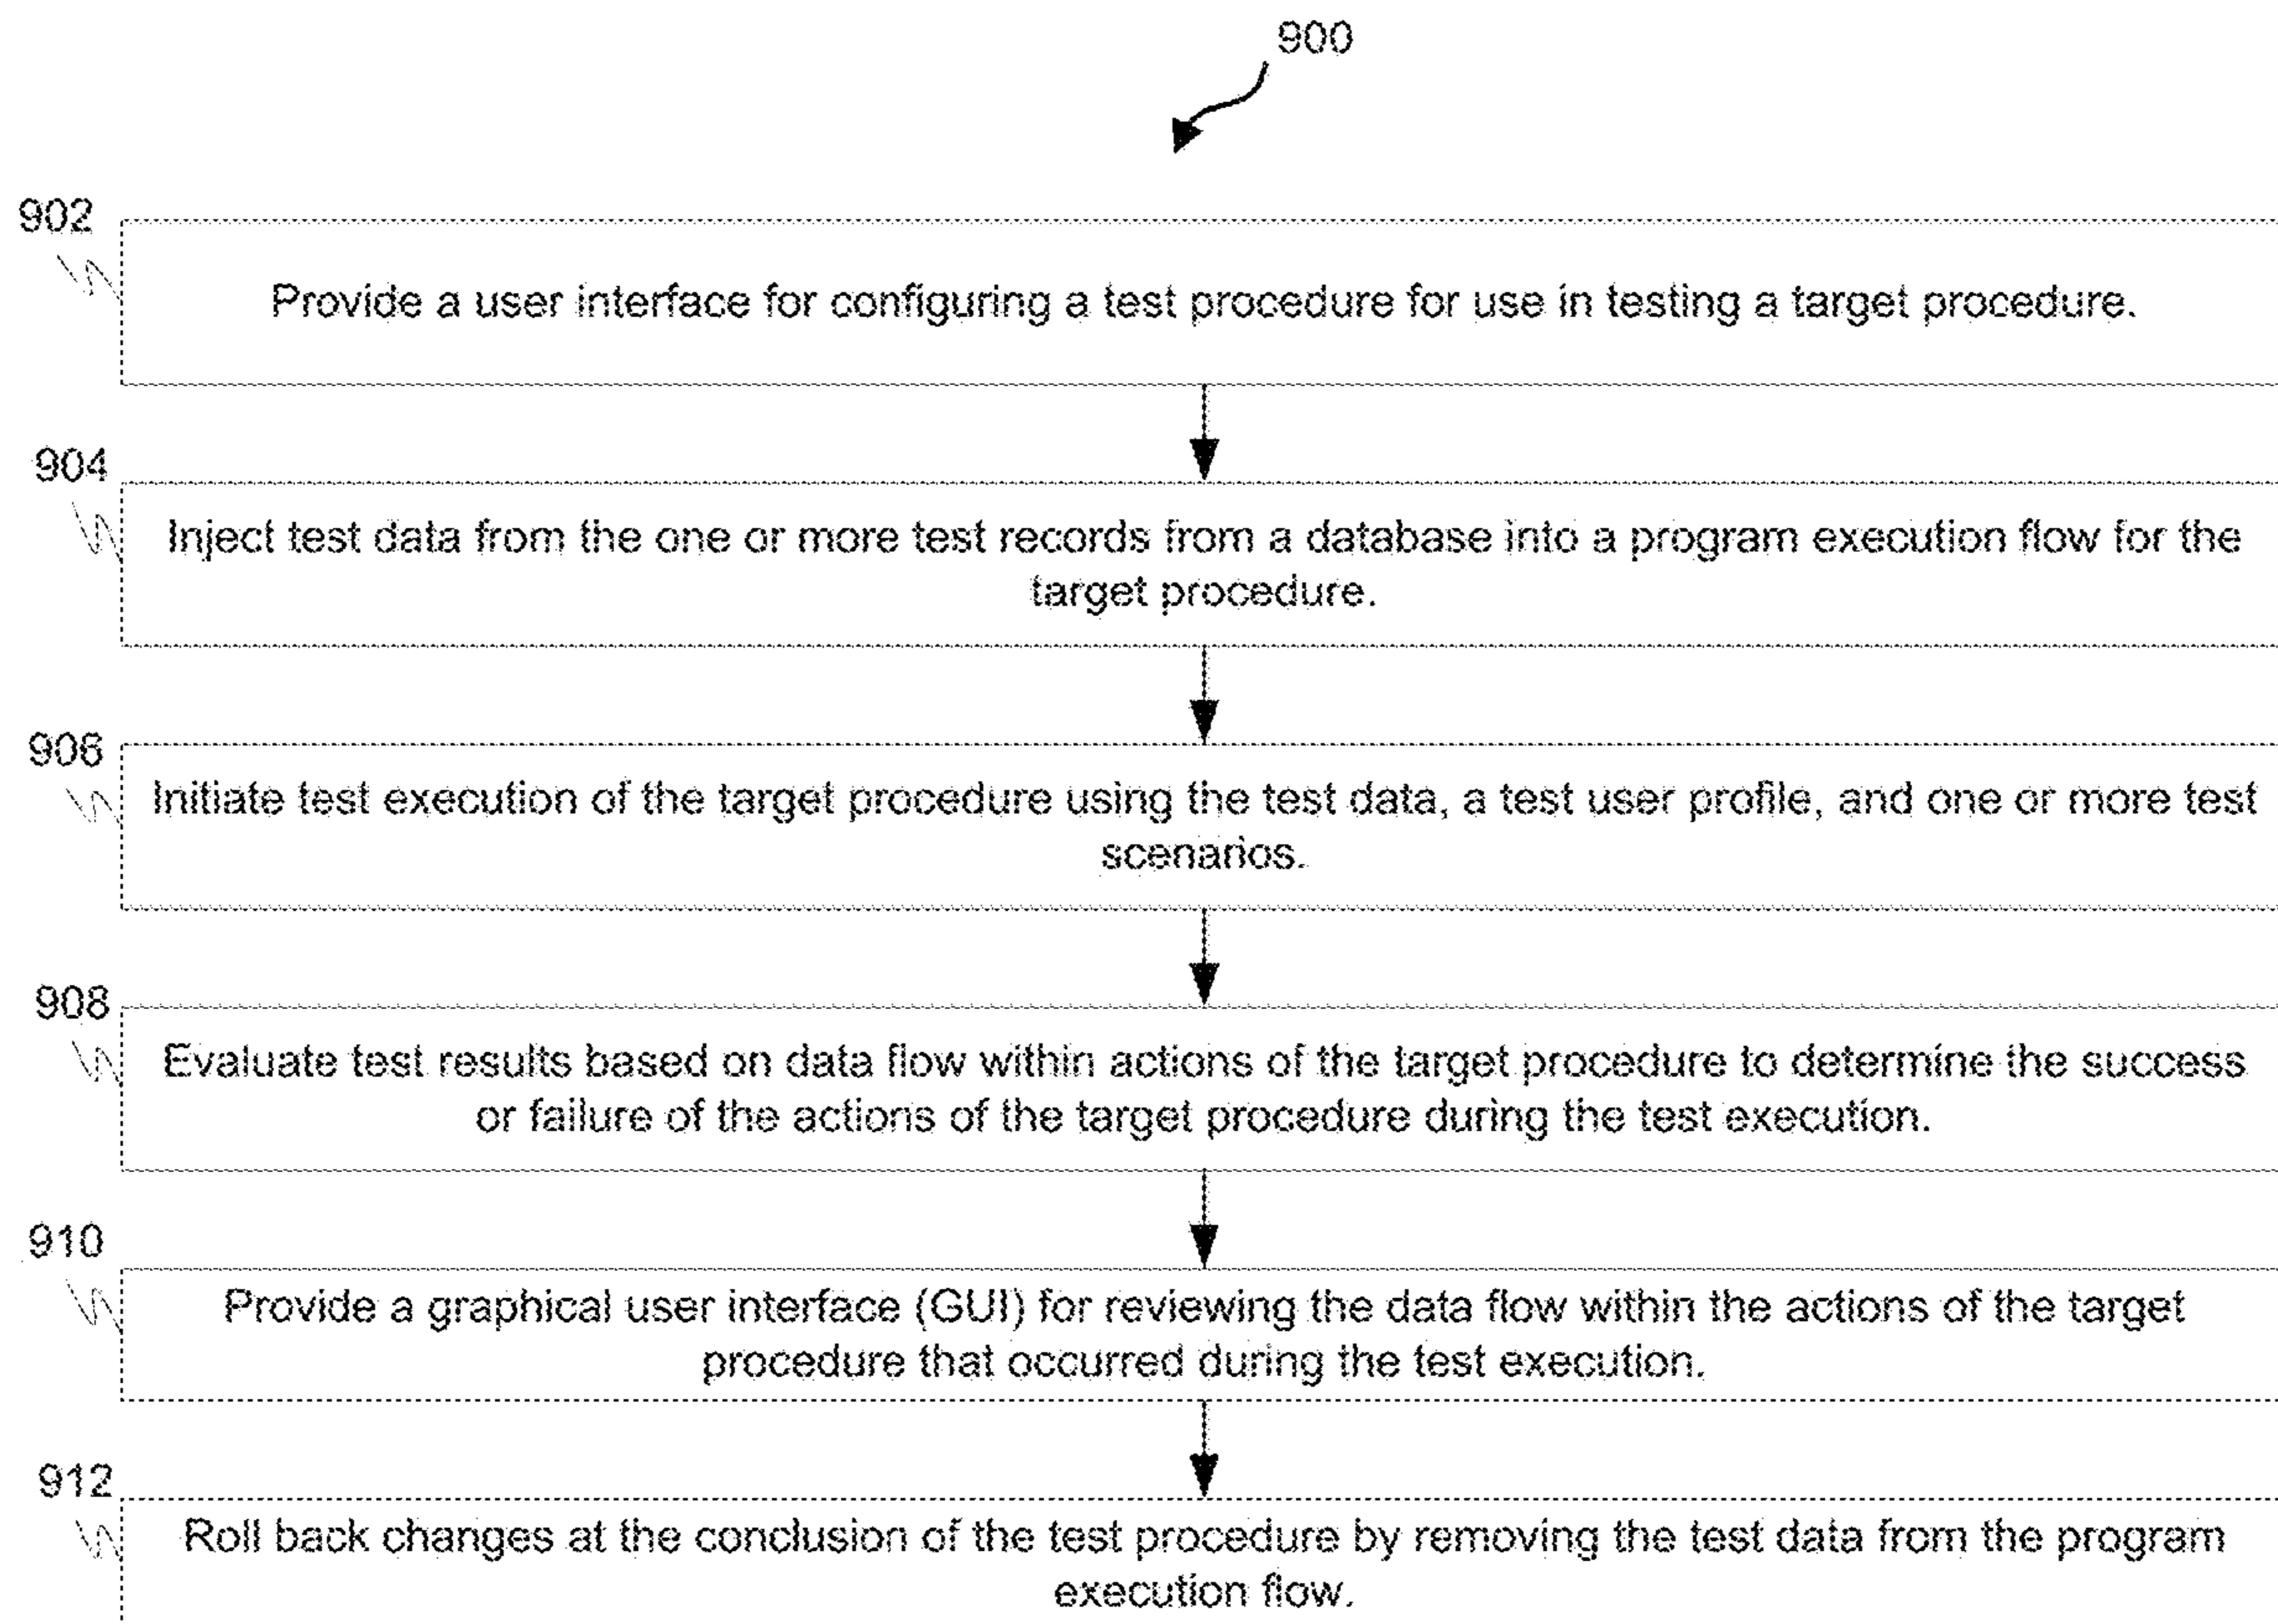 900
902
Provide a user interface for configuring a test procedure for use in testing a target procedure.
904
Inject test data from the one or more test records from a database into a program execution flow for the
target procedure.
906
Initiate test execution of the target procedure using the test data, a test user profile, and one or more test
scenarios.
908
Evaluate test results based on data flow within actions of the target procedure to determine the success
or failure of the actions of the target procedure during the test execution.
910
Provide a graphical user interface (GUI) for reviewing the data flow within the actions of the target
procedure that occurred during the test execution.
912
Roll back changes at the conclusion of the test procedure by removing the test data from the program
execution flow.